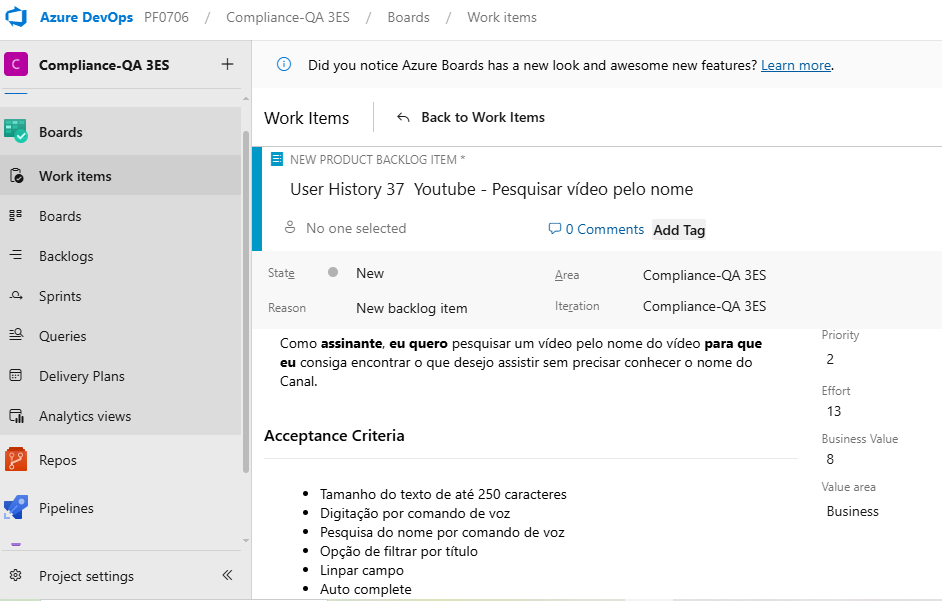 Azure DevOps PF0706 / Compliance-QA 3ES / Boards / Work items
C Compliance-QA 3ES +
Boards
Work items
Boards
Backlogs
Sprints
Queries
Delivery Plans
Analytics views
Repos
Pipelines
Project settings
Did you notice Azure Boards has a new look and awesome new features? Learn more.
Work Items
Back to Work Items
NEW PRODUCT BACKLOG ITEM *
User History 37 Youtube - Pesquisar vídeo pelo nome
No one selected
0 Comments
Add Tag
State New
Area Compliance-QA 3ES
Reason New backlog item
Iteration Compliance-QA 3ES
Como assinante, eu quero pesquisar um vídeo pelo nome do vídeo para que
eu consiga encontrar o que desejo assistir sem precisar conhecer o nome do
Canal.
Acceptance Criteria
Tamanho do texto de até 250 caracteres
Digitação por comando de voz
Pesquisa do nome por comando de voz
Opção de filtrar por título
Linpar campo
Auto complete
Priority
2
Effort
13
Business Value
8
Value area
Business